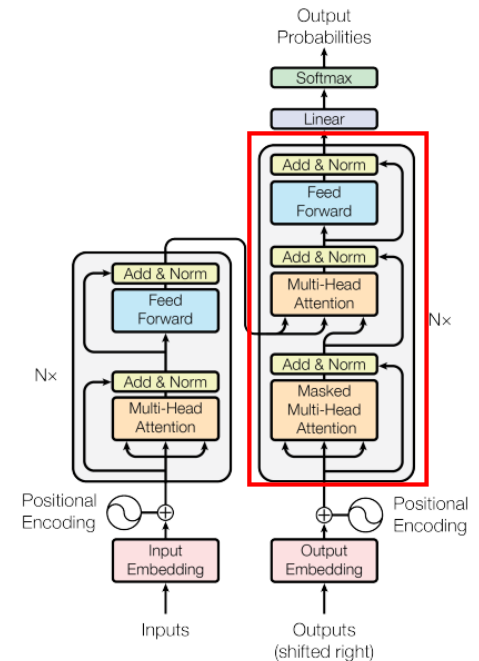 Output
Probabilities
Softmax
Linear
Add & Norm
Feed
Forward
Add & Norm
Multi-Head
Attention
Add & Norm
Masked
Multi-Head
Attention
N×
Add & Norm
Feed
Forward
Add & Norm
Multi-Head
Attention
N×
Positional
Encoding
Positional
Encoding
Input
Embedding
Output
Embedding
Inputs
Outputs
(shifted right)